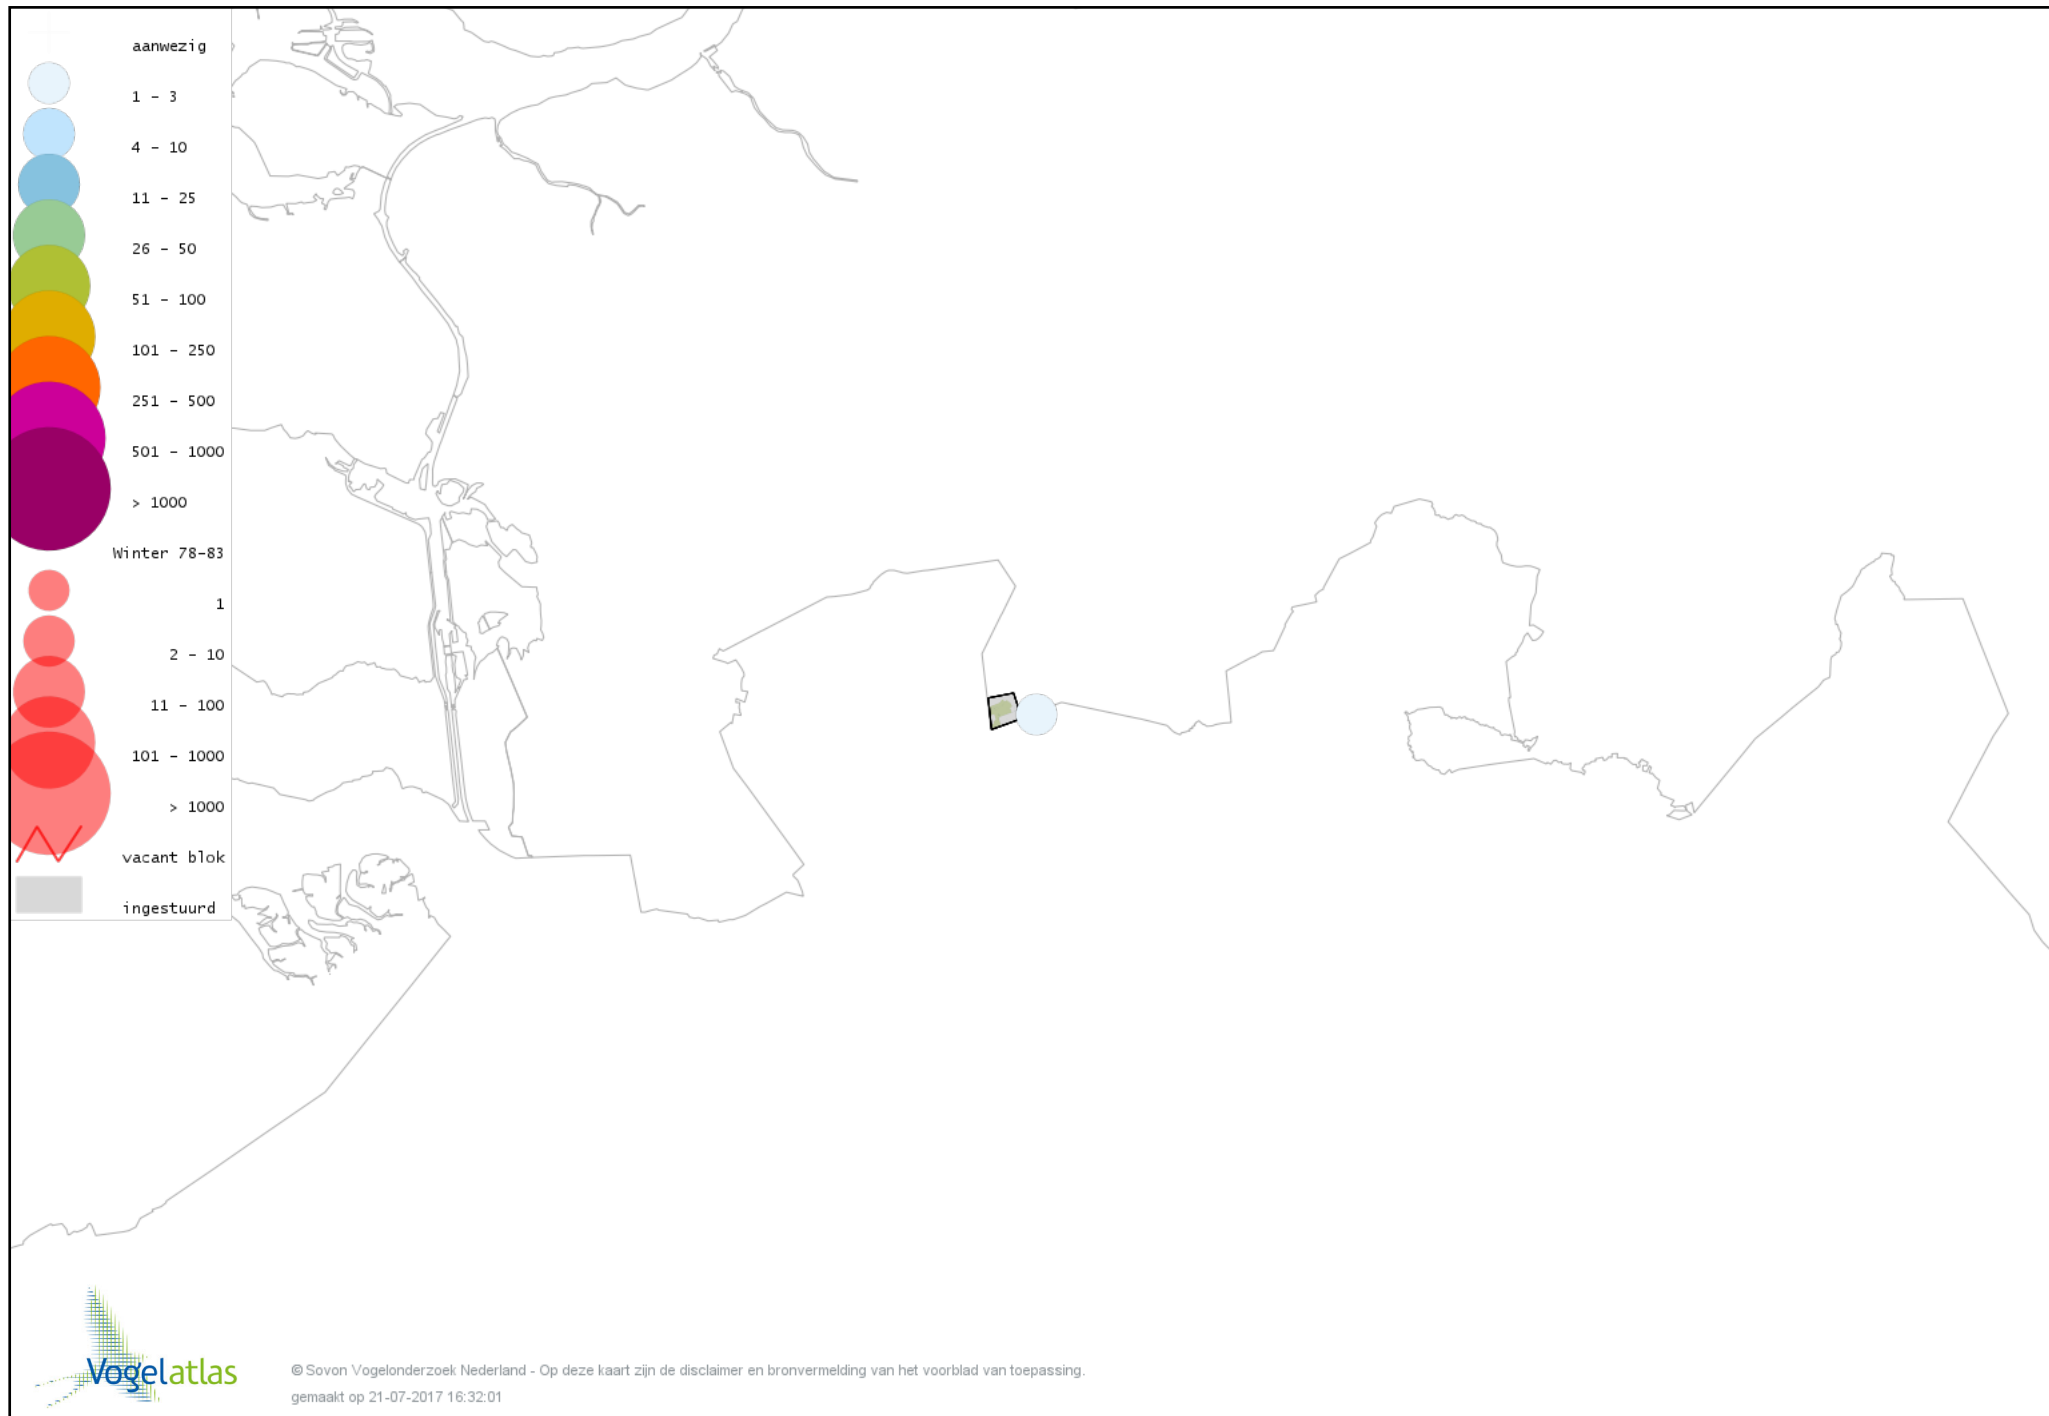 aanwezig
1 - 3
4 - 10
11 - 25
26 - 50
51 - 100
101 - 250
251 - 500
501 - 1000
> 1000
Winter 78-83
1
2 - 10
11 - 100
101 - 1000
> 1000
vacant blok
ingestuurd
Vogelatlas
© Sovon Vogelonderzoek Nederland - Op deze kaart zijn de disclaimer en bronvermelding van het voorblad van toepassing.
gemaakt op 21-07-2017 16:32:01